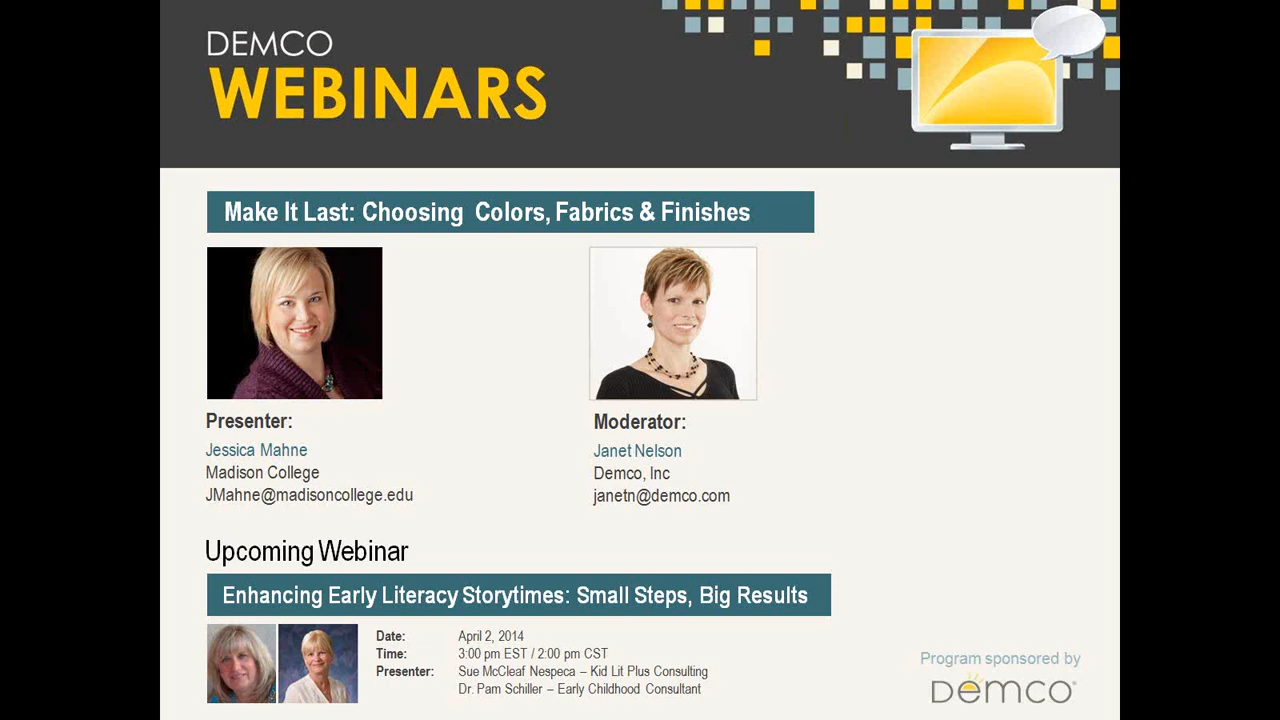 DEMCO
WEBINARS
Make It Last: Choosing Colors, Fabrics & Finishes
Presenter:
Jessica Mahne
Madison College
JMahne@madisoncollege.edu
Moderator:
Janet Nelson
Demco, Inc
janetn@demco.com
Upcoming Webinar
Enhancing Early Literacy Storytimes: Small Steps, Big Results
Date: April 2, 2014
Time: 3:00 pm EST / 2:00 pm CST
Presenter: Sue McCleaf Nespeca – Kid Lit Plus Consulting
Dr. Pam Schiller – Early Childhood Consultant
Program sponsored by
Demco